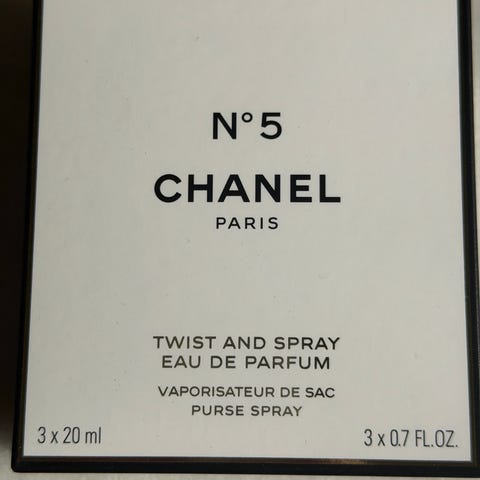 N°5
CHANEL
PARIS
TWIST AND SPRAY
EAU DE PARFUM
VAPORISATEUR DE SAC
PURSE SPRAY
3 x 20 ml
3 x 0.7 FL.OZ.